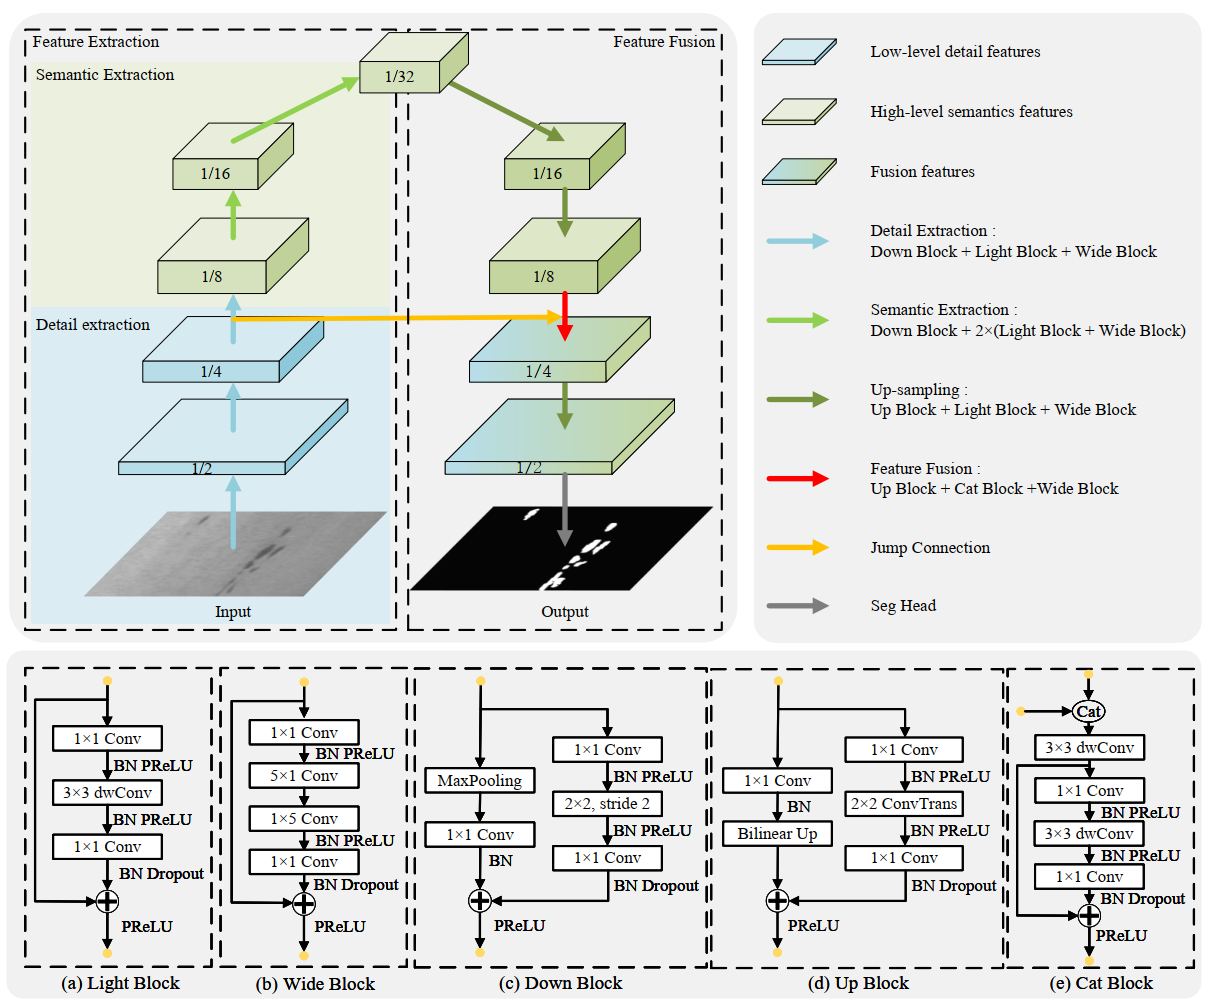 Feature Extraction
Feature Fusion
Semantic Extraction
1/32
1/16
1/16
1/8
1/8
Detail extraction
1/4
1/4
1/2
1/2
Input
Output
Low-level detail features
High-level semantics features
Fusion features
Detail Extraction :
Down Block + Light Block + Wide Block
Semantic Extraction :
Down Block + 2×(Light Block + Wide Block)
Up-sampling :
Up Block + Light Block + Wide Block
Feature Fusion :
Up Block + Cat Block +Wide Block
Jump Connection
Seg Head
1×1 Conv
BN PReLU
3×3 dwConv
BN PReLU
1×1 Conv
BN Dropout
PReLU
(a) Light Block
1×1 Conv
BN PReLU
5×1 Conv
1×5 Conv
BN PReLU
1×1 Conv
BN Dropout
PReLU
(b) Wide Block
MaxPooling
1×1 Conv
BN
1×1 Conv
BN PReLU
2×2, stride 2
BN PReLU
1×1 Conv
BN Dropout
PReLU
(c) Down Block
1×1 Conv
BN
Bilinear Up
1×1 Conv
BN PReLU
2×2 ConvTrans
BN PReLU
1×1 Conv
BN Dropout
PReLU
(d) Up Block
Cat
3×3 dwConv
1×1 Conv
BN PReLU
3×3 dwConv
BN PReLU
1×1 Conv
BN Dropout
PReLU
(e) Cat Block